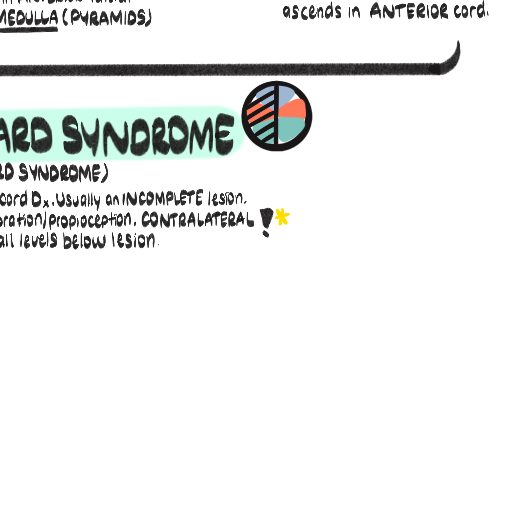 MEDULLA (PYRAMIDS)
ascends in ANTERIOR cord.
ARD SYNDROME
RD SYNDROME)
cord Dx. Usually an INCOMPLETE lesion.
bration/propioception, CONTRALATERAL !*
all levels below lesion.